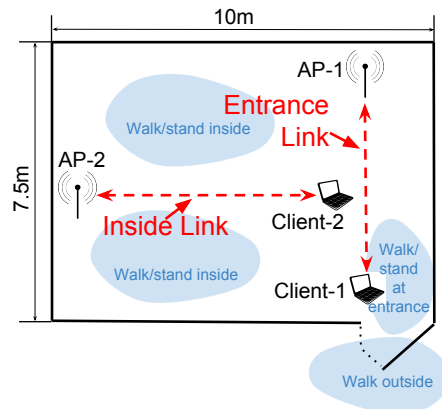 10m
AP-1
Entrance
Link
Walk/stand inside
AP-2
7.5m
Client-2
Inside Link
Walk/
stand
at
entrance
Walk/stand inside
Client-1
Walk outside